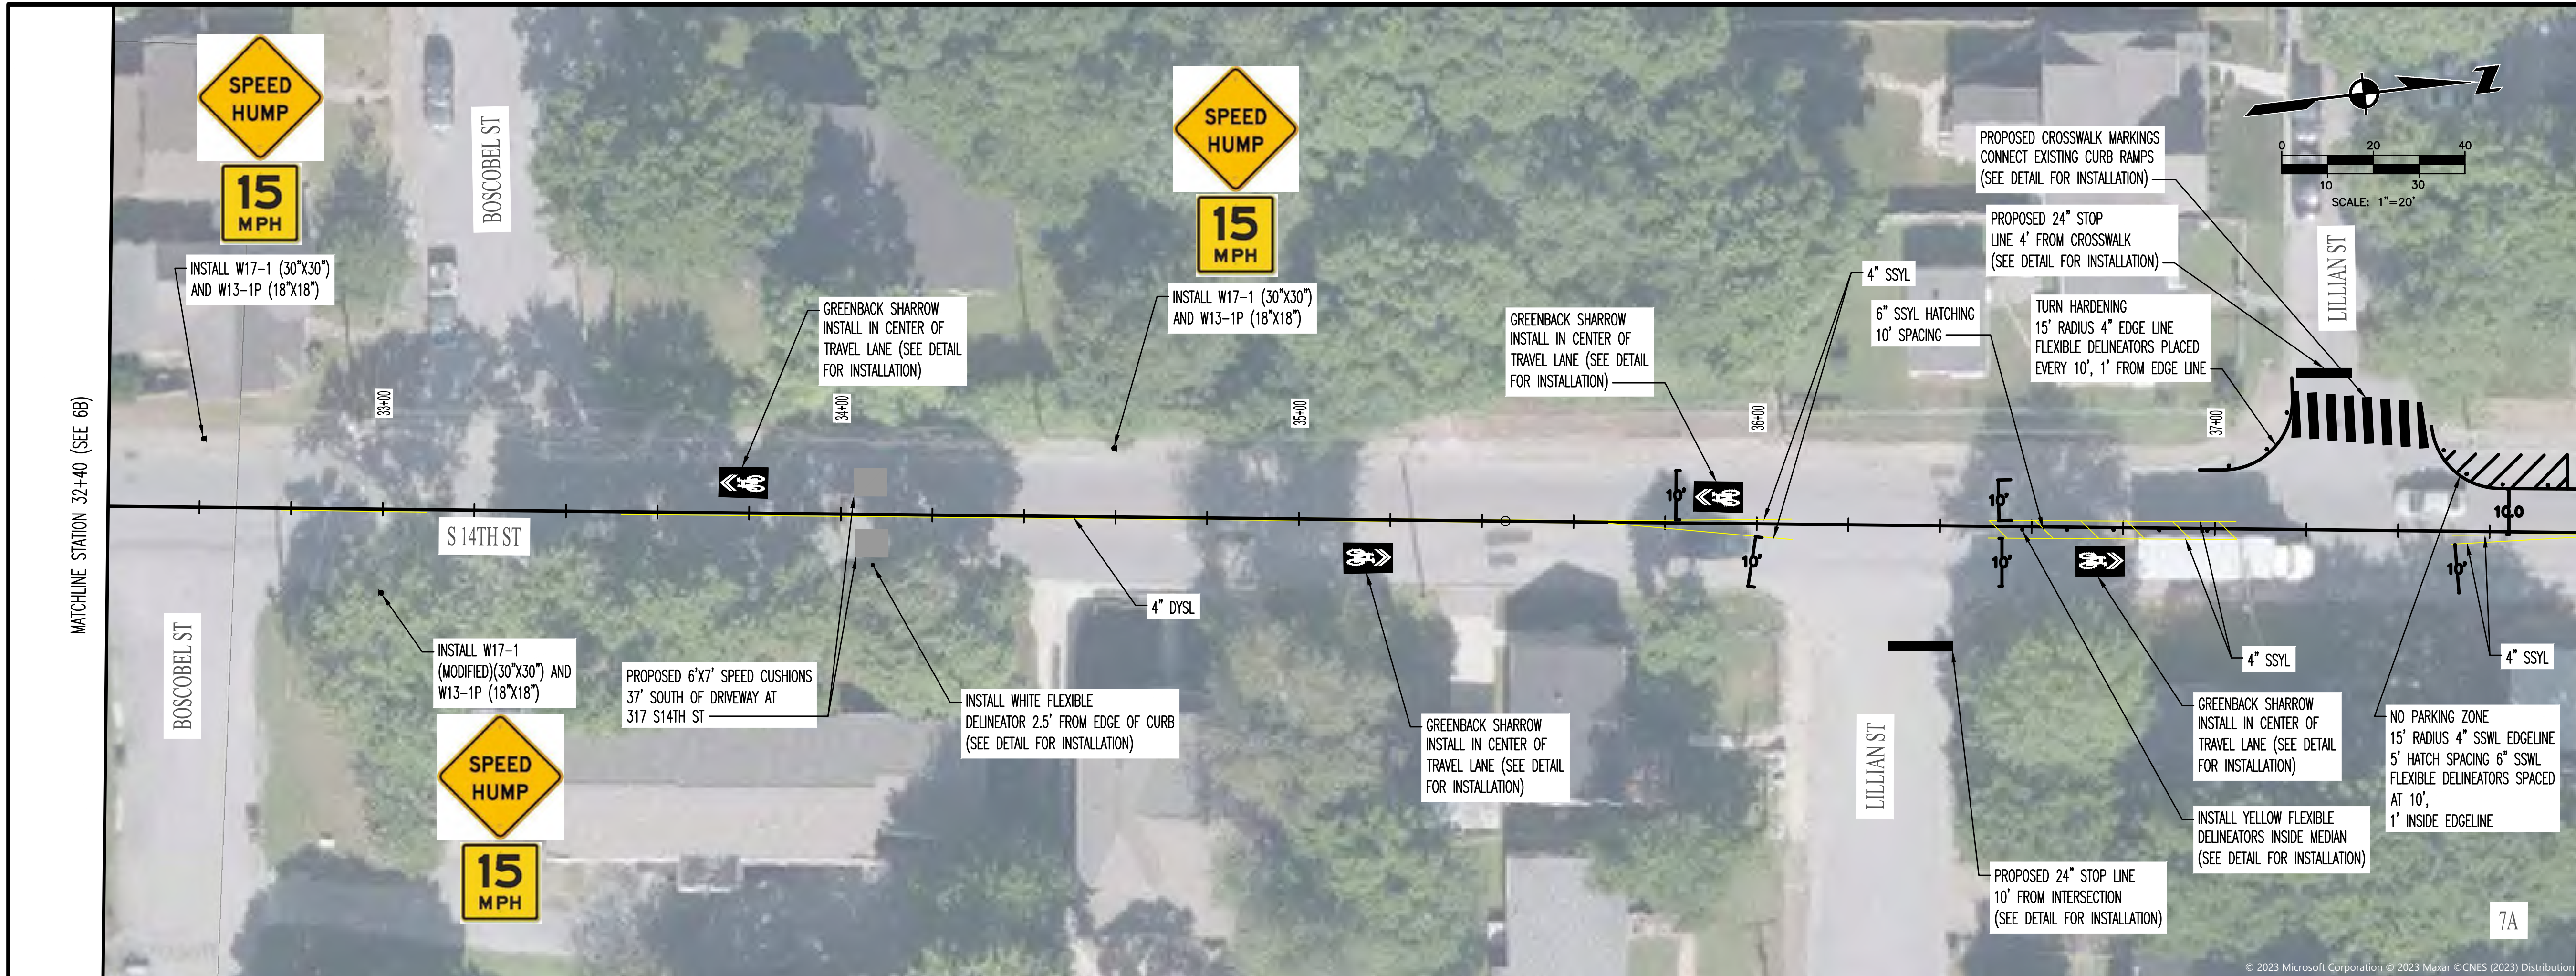 MATCHLINE STATION 32+40 (SEE 6B)
SPEED
HUMP
15
MPH
INSTALL W17-1 (30"X30")
AND W13-1P (18"X18")
BOSCOBEL ST
33+00
GREENBACK SHARROW
INSTALL IN CENTER OF
TRAVEL LANE (SEE DETAIL
FOR INSTALLATION)
34+00
SPEED
HUMP
15
MPH
INSTALL W17-1 (30"X30")
AND W13-1P (18"X18")
35+00
GREENBACK SHARROW
INSTALL IN CENTER OF
TRAVEL LANE (SEE DETAIL
FOR INSTALLATION)
36+00
4" SSYL
6" SSYL HATCHING
10' SPACING
PROPOSED CROSSWALK MARKINGS
CONNECT EXISTING CURB RAMPS
(SEE DETAIL FOR INSTALLATION)
PROPOSED 24" STOP
LINE 4' FROM CROSSWALK
(SEE DETAIL FOR INSTALLATION)
TURN HARDENING
15' RADIUS 4" EDGE LINE
FLEXIBLE DELINEATORS PLACED
EVERY 10', 1' FROM EDGE LINE
37+00
Z
0 20 40
10 30
SCALE: 1"=20'
LILLIAN ST
S 14TH ST
10'
10'
10'
10'
10.0
10'
BOSCOBEL ST
INSTALL W17-1
(MODIFIED)(30"X30") AND
W13-1P (18"X18")
SPEED
HUMP
15
MPH
PROPOSED 6'X7' SPEED CUSHIONS
37' SOUTH OF DRIVEWAY AT
317 S14TH ST
INSTALL WHITE FLEXIBLE
DELINEATOR 2.5' FROM EDGE OF CURB
(SEE DETAIL FOR INSTALLATION)
4" DYSL
GREENBACK SHARROW
INSTALL IN CENTER OF
TRAVEL LANE (SEE DETAIL
FOR INSTALLATION)
LILLIAN ST
PROPOSED 24" STOP LINE
10' FROM INTERSECTION
(SEE DETAIL FOR INSTALLATION)
4" SSYL
GREENBACK SHARROW
INSTALL IN CENTER OF
TRAVEL LANE (SEE DETAIL
FOR INSTALLATION)
INSTALL YELLOW FLEXIBLE
DELINEATORS INSIDE MEDIAN
(SEE DETAIL FOR INSTALLATION)
4" SSYL
NO PARKING ZONE
15' RADIUS 4" SSWL EDGELINE
5' HATCH SPACING 6" SSWL
FLEXIBLE DELINEATORS SPACED
AT 10',
1' INSIDE EDGELINE
7A
© 2023 Microsoft Corporation © 2023 Maxar ©CNES (2023) Distribution